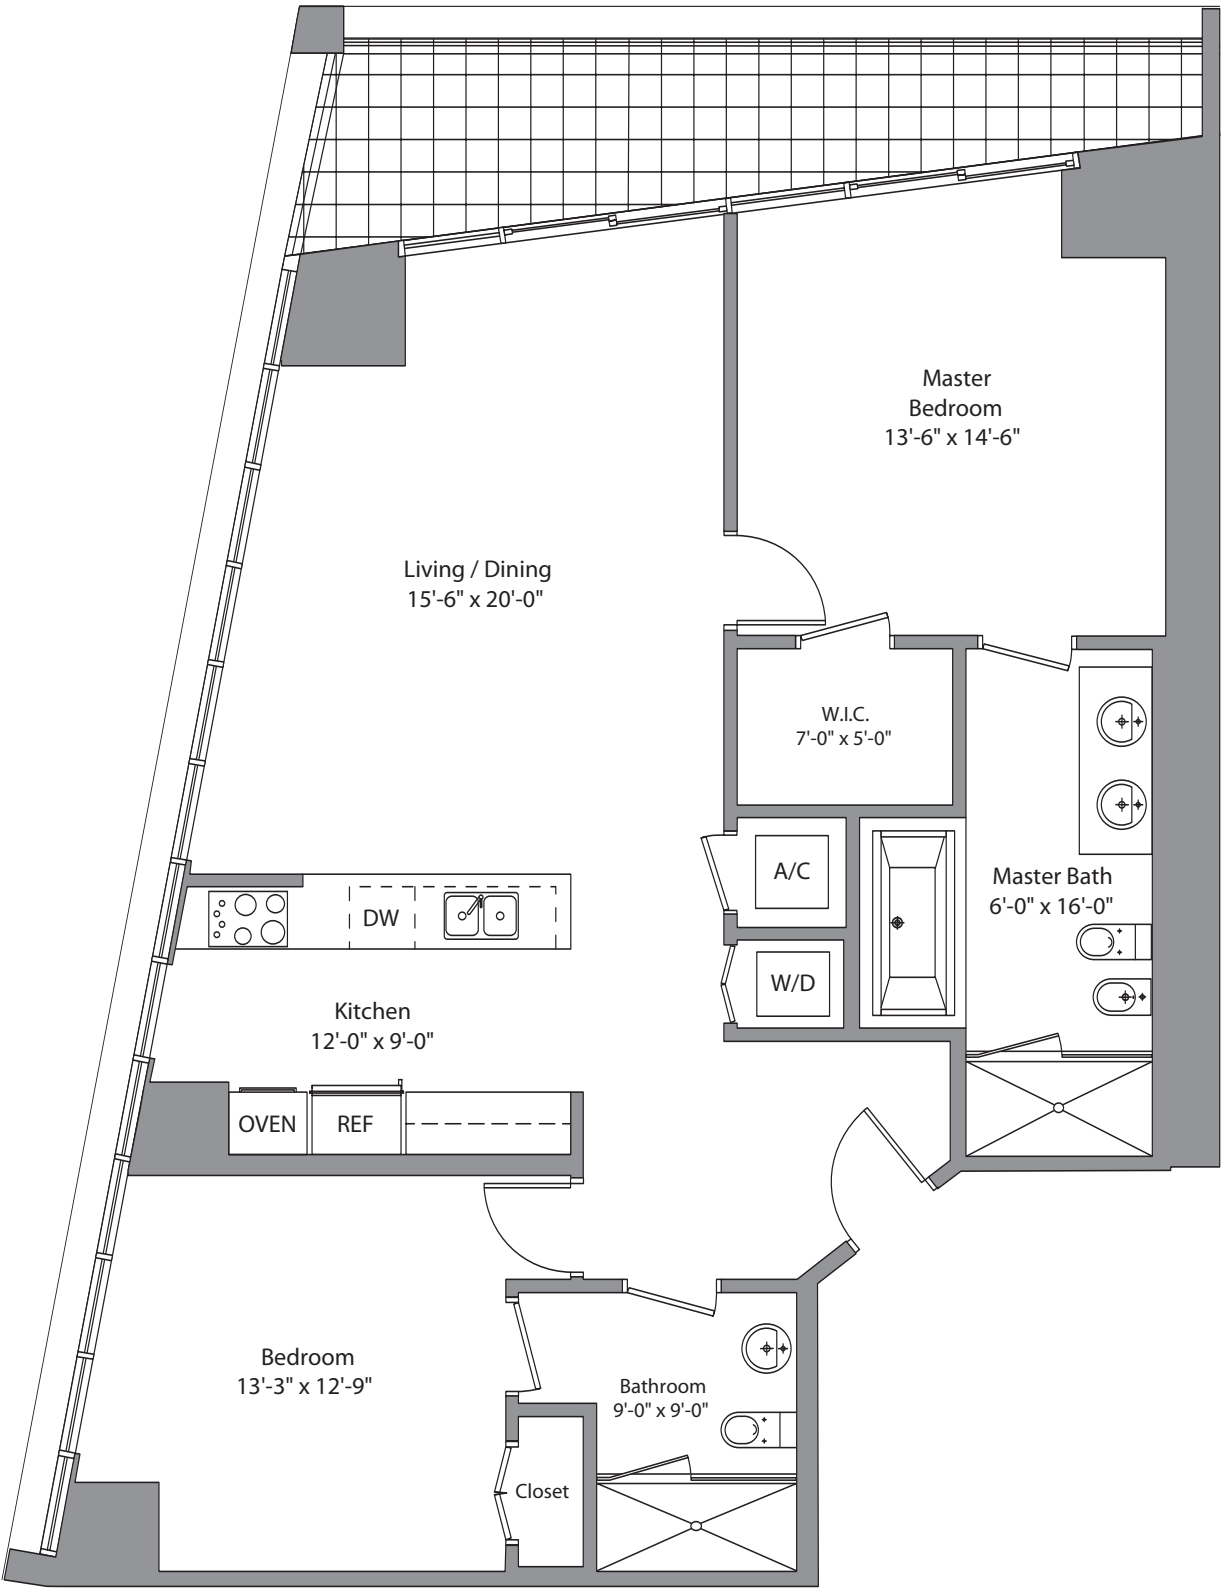 Master
Bedroom
13'-6" x 14'-6"
Living / Dining
15'-6" x 20'-0"
W.I.C.
7'-0" x 5'-0"
A/C
Master Bath
6'-0" x 16'-0"
DW
W/D
Kitchen
12'-0" x 9'-0"
OVEN
REF
Bedroom
13'-3" x 12'-9"
Bathroom
9'-0" x 9'-0"
Closet